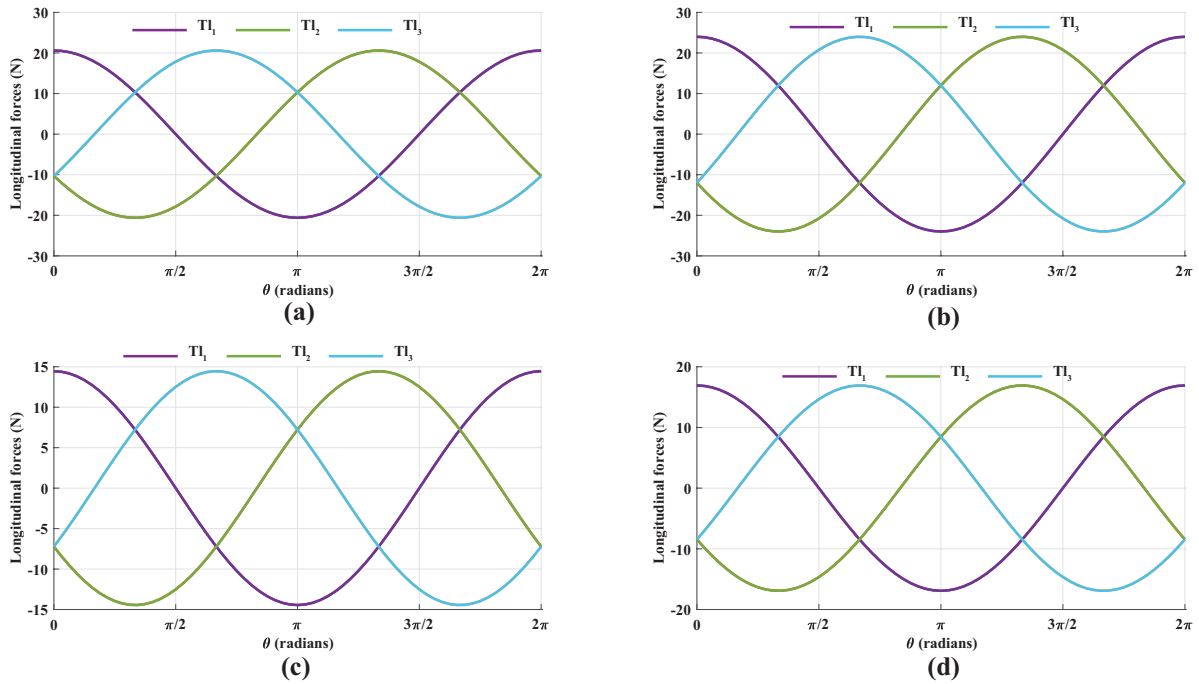 Tl1 Tl2 Tl3
Longitudinal forces (N)
30
20
10
0
-10
-20
-30
0 π/2 π 3π/2 2π
θ (radians)
(a)
Tl1 Tl2 Tl3
Longitudinal forces (N)
30
20
10
0
-10
-20
-30
0 π/2 π 3π/2 2π
θ (radians)
(b)
Tl1 Tl2 Tl3
Longitudinal forces (N)
15
10
5
0
-5
-10
-15
0 π/2 π 3π/2 2π
θ (radians)
(c)
Tl1 Tl2 Tl3
Longitudinal forces (N)
20
10
0
-10
-20
0 π/2 π 3π/2 2π
θ (radians)
(d)